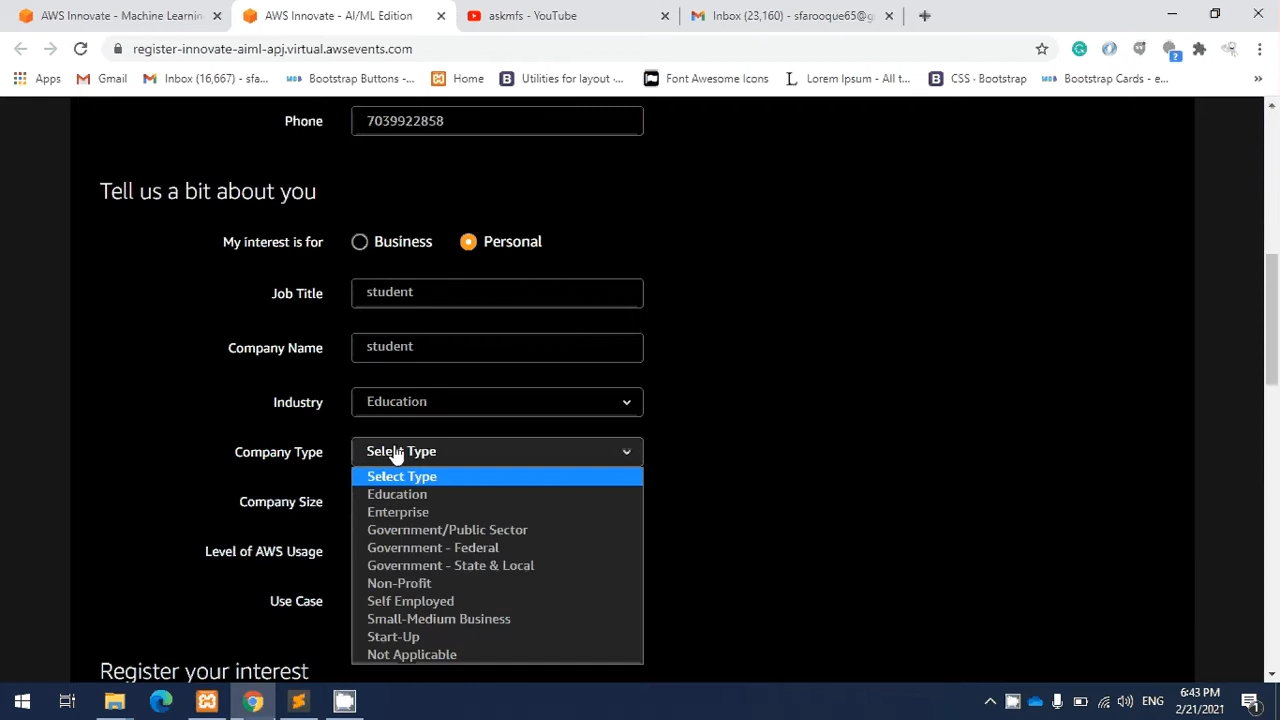 AWS Innovate - Machine Learnin
AWS Innovate - AI/ML Edition
askmfs - YouTube
Inbox (23,160) - sfarooque65@g
register-innovate-aiml-apj.virtual.awsevents.com
Apps
Gmail
Inbox (16,667) - sfa...
Bootstrap Buttons -...
Home
Utilities for layout ·...
Font Awesome Icons
Lorem Ipsum - All t...
CSS · Bootstrap
Bootstrap Cards - e...
Phone
7039922858
Tell us a bit about you
My interest is for
Business
Personal
Job Title
student
Company Name
student
Industry
Education
Company Type
Select Type
Select Type
Education
Enterprise
Company Size
Government/Public Sector
Government - Federal
Level of AWS Usage
Government - State & Local
Non-Profit
Use Case
Self Employed
Small-Medium Business
Start-Up
Not Applicable
Register your interest
ENG
6:43 PM
2/21/2021